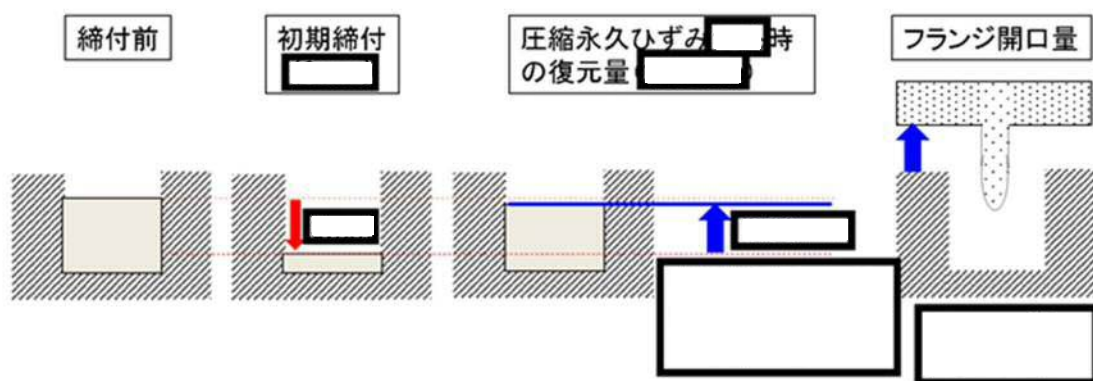 締付前
初期締付
圧縮永久ひずみ 時
の復元量( )
フランジ開口量